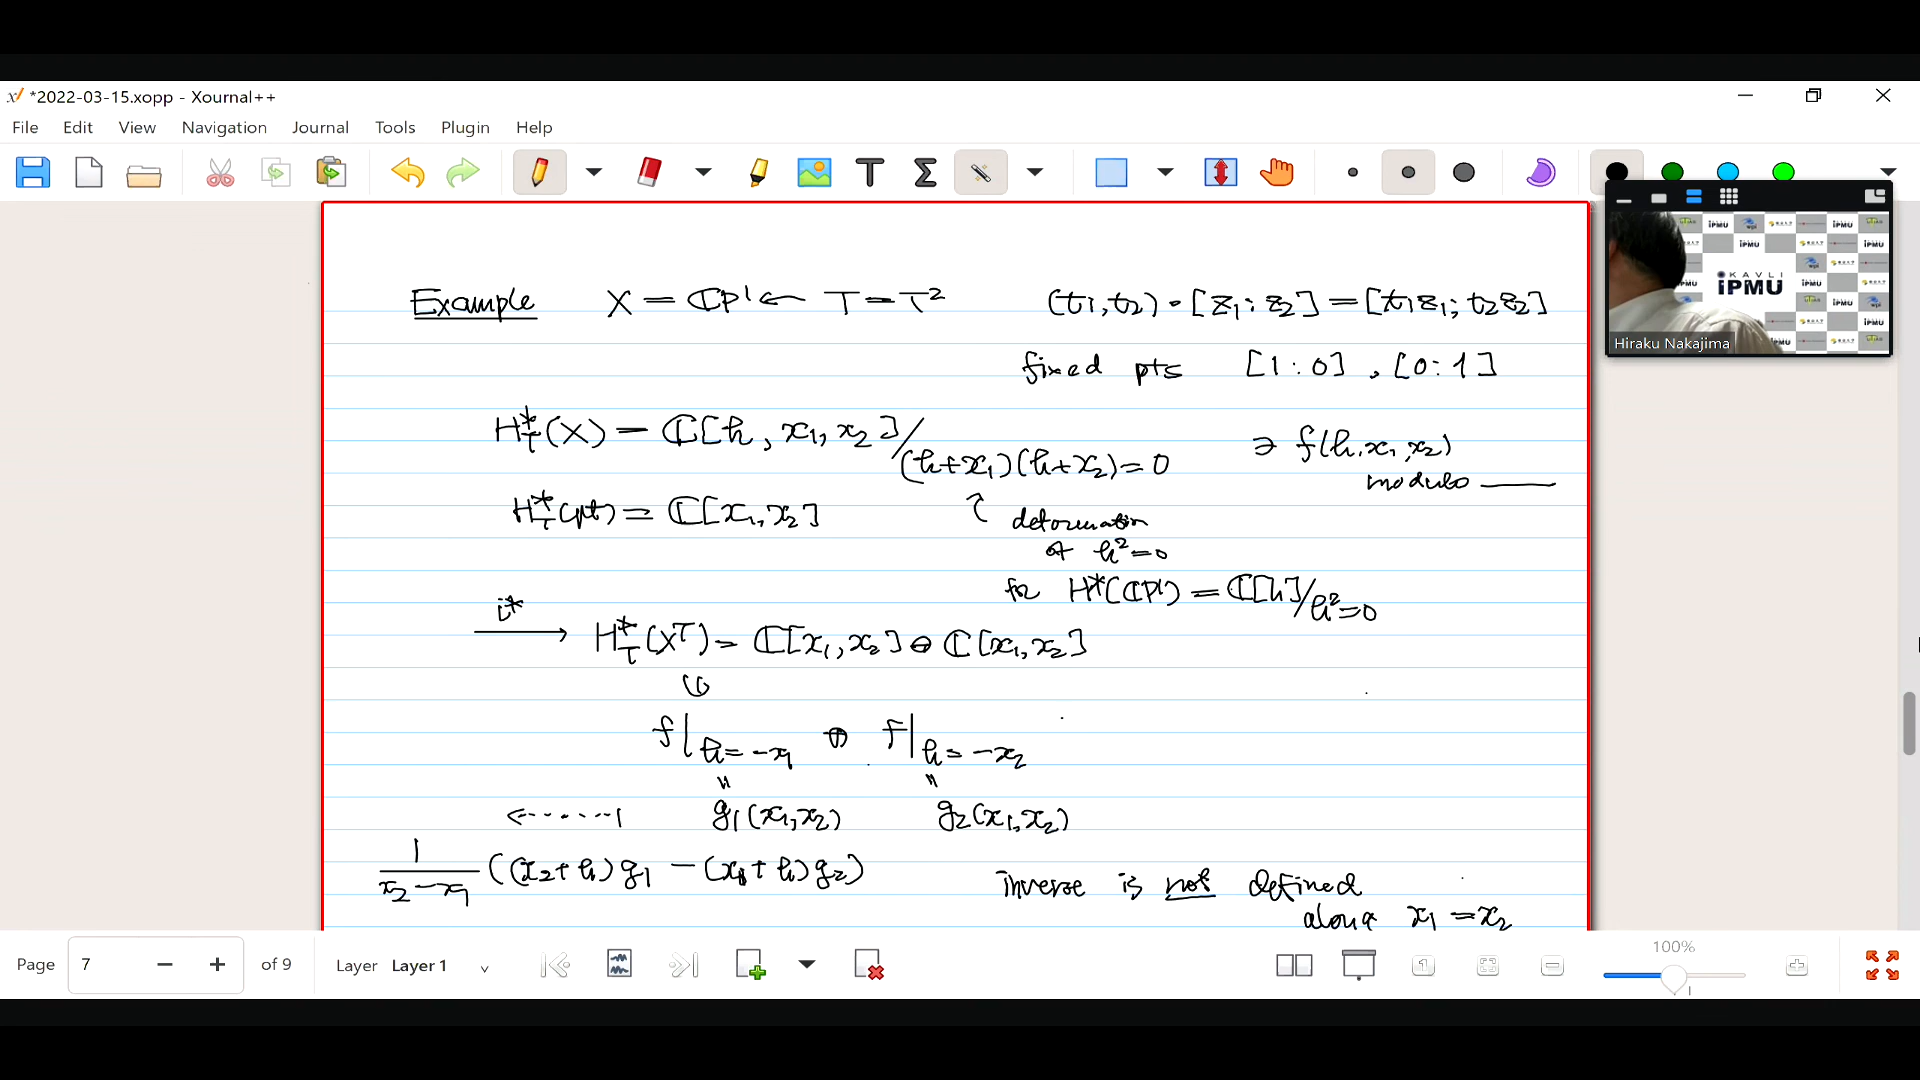 *2022-03-15.xopp - Xournal++
File Edit View Navigation Journal Tools Plugin Help
Example X = ℂP¹ ← T = T² (t1, t2) · [z1 : z2] = [t1z1 ; t2z2]
fixed pts [1 : 0] , [0 : 1]
H*_T(X) = ℂ[h, x1, x2] / (h+x1)(h+x2) = 0 ∋ f(h, x1, x2)
modulo ——
H*_T(pt) = ℂ[x1, x2]
deformation
of h² = 0
for H*(ℂP¹) = ℂ[h]/h²=0
i*
→ H*_T(X^T) = ℂ[x1, x2] ⊕ ℂ[x1, x2]
f|h=-x1 ⊕ f|h=-x2
g1(x1, x2) g2(x1, x2)
1/(x2 - x1) ((x2 + h) g1 - (x1 + h) g2)
inverse is not defined
along x1 = x2
KAVLI
IPMU
Hiraku Nakajima
Page 7 of 9 Layer Layer 1 100%